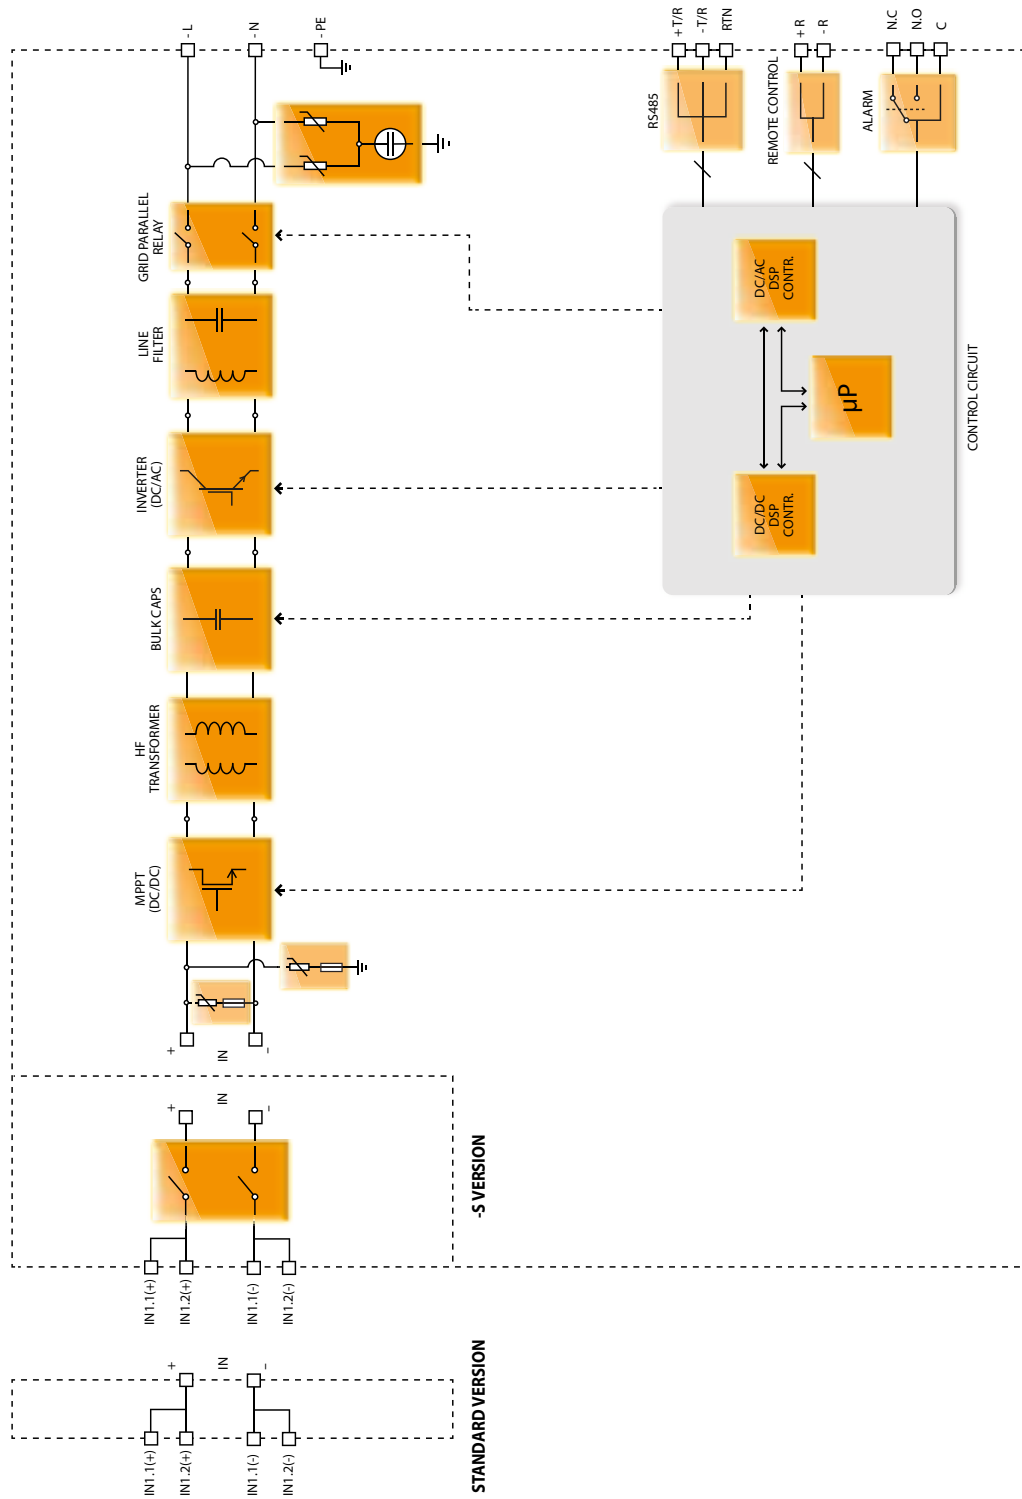 STANDARD VERSION
IN1.1(+)
IN1.2(+)
IN1.1(-)
IN1.2(-)
+
IN
–
-S VERSION
IN1.1(+)
IN1.2(+)
IN1.1(-)
IN1.2(-)
+
IN
–
+
IN
–
MPPT
(DC/DC)
HF
TRANSFORMER
BULK CAPS
INVERTER
(DC/AC)
LINE
FILTER
GRID PARALLEL
RELAY
- L
- N
- PE
CONTROL CIRCUIT
DC/DC
DSP
CONTR.
µP
DC/AC
DSP
CONTR.
RS485
+ T/R
- T/R
RTN
REMOTE CONTROL
+ R
- R
ALARM
N.C
N.O
C